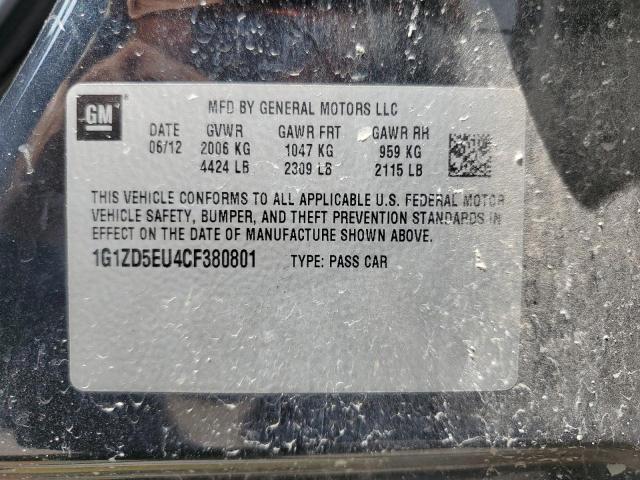 GM
MFD BY GENERAL MOTORS LLC
DATE GVWR GAWR FRT GAWR RH
06/12 2006 KG 1047 KG 959 KG
4424 LB 2309 LB 2115 LB
THIS VEHICLE CONFORMS TO ALL APPLICABLE U.S. FEDERAL MOTOR
VEHICLE SAFETY, BUMPER, AND THEFT PREVENTION STANDARDS IN
EFFECT ON THE DATE OF MANUFACTURE SHOWN ABOVE.
1G1ZD5EU4CF380801 TYPE: PASS CAR